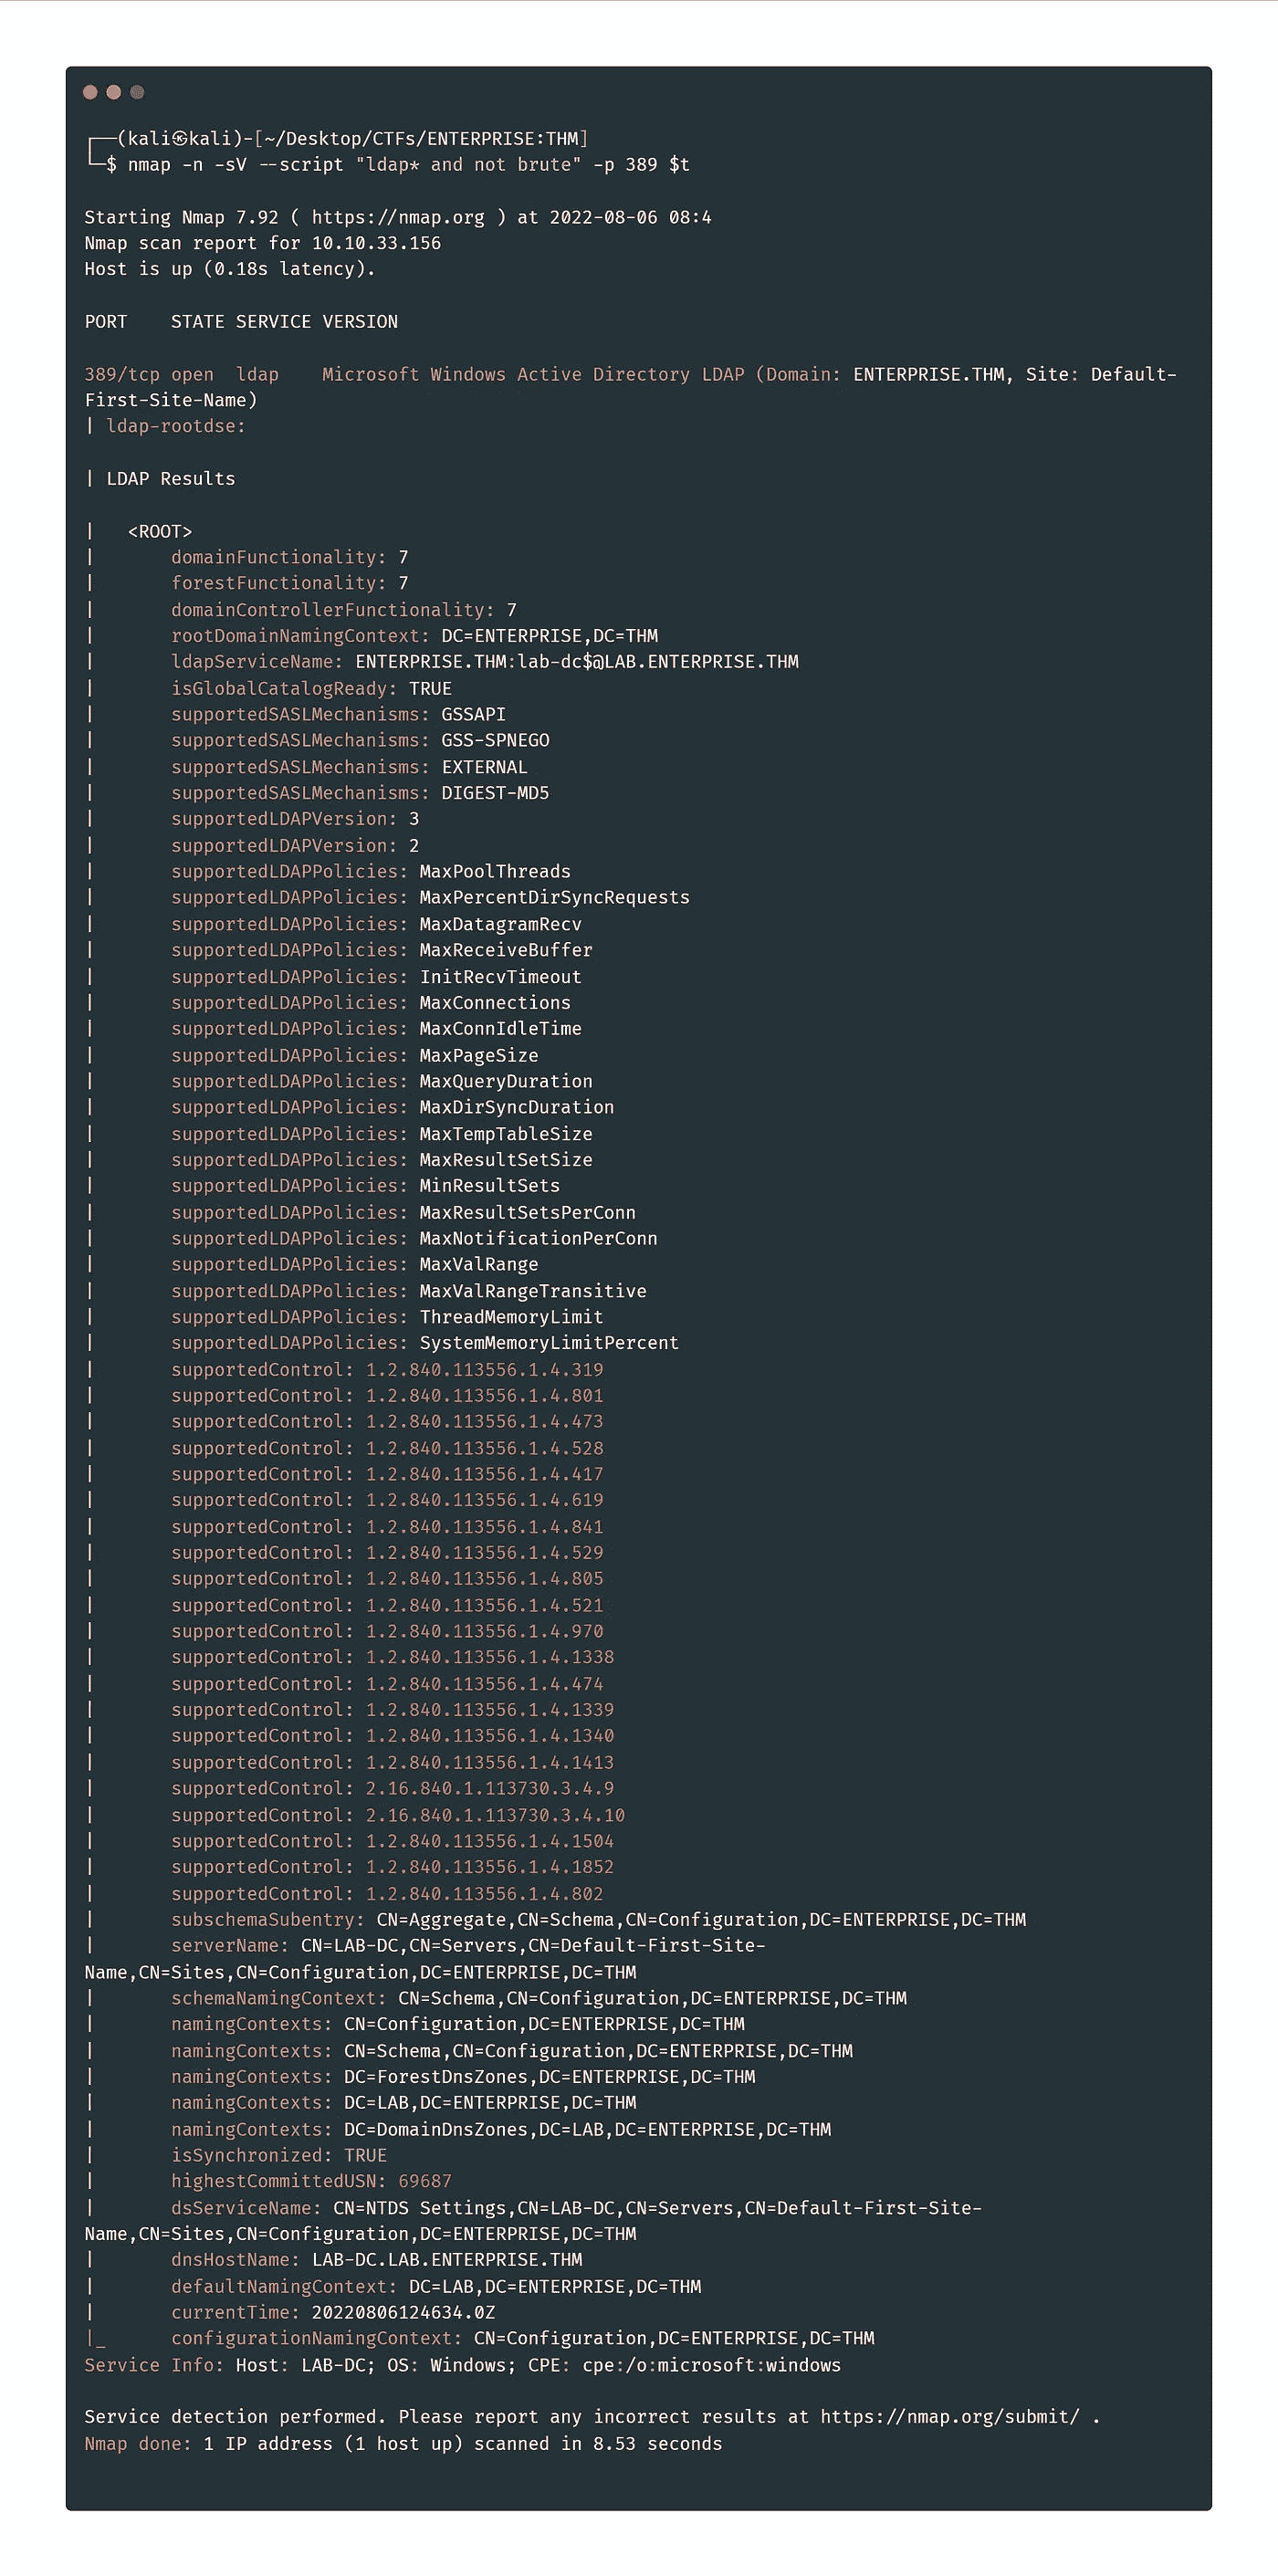 ┌──(kali㉿kali)-[~/Desktop/CTFs/ENTERPRISE:THM]
└─$ nmap -n -sV --script "ldap* and not brute" -p 389 $t
Starting Nmap 7.92 ( https://nmap.org ) at 2022-08-06 08:4
Nmap scan report for 10.10.33.156
Host is up (0.18s latency).
PORT    STATE SERVICE VERSION
389/tcp open  ldap    Microsoft Windows Active Directory LDAP (Domain: ENTERPRISE.THM, Site: Default-
First-Site-Name)
| ldap-rootdse:
| LDAP Results
|   <ROOT>
|       domainFunctionality: 7
|       forestFunctionality: 7
|       domainControllerFunctionality: 7
|       rootDomainNamingContext: DC=ENTERPRISE,DC=THM
|       ldapServiceName: ENTERPRISE.THM:lab-dc$@LAB.ENTERPRISE.THM
|       isGlobalCatalogReady: TRUE
|       supportedSASLMechanisms: GSSAPI
|       supportedSASLMechanisms: GSS-SPNEGO
|       supportedSASLMechanisms: EXTERNAL
|       supportedSASLMechanisms: DIGEST-MD5
|       supportedLDAPVersion: 3
|       supportedLDAPVersion: 2
|       supportedLDAPPolicies: MaxPoolThreads
|       supportedLDAPPolicies: MaxPercentDirSyncRequests
|       supportedLDAPPolicies: MaxDatagramRecv
|       supportedLDAPPolicies: MaxReceiveBuffer
|       supportedLDAPPolicies: InitRecvTimeout
|       supportedLDAPPolicies: MaxConnections
|       supportedLDAPPolicies: MaxConnIdleTime
|       supportedLDAPPolicies: MaxPageSize
|       supportedLDAPPolicies: MaxQueryDuration
|       supportedLDAPPolicies: MaxDirSyncDuration
|       supportedLDAPPolicies: MaxTempTableSize
|       supportedLDAPPolicies: MaxResultSetSize
|       supportedLDAPPolicies: MinResultSets
|       supportedLDAPPolicies: MaxResultSetsPerConn
|       supportedLDAPPolicies: MaxNotificationPerConn
|       supportedLDAPPolicies: MaxValRange
|       supportedLDAPPolicies: MaxValRangeTransitive
|       supportedLDAPPolicies: ThreadMemoryLimit
|       supportedLDAPPolicies: SystemMemoryLimitPercent
|       supportedControl: 1.2.840.113556.1.4.319
|       supportedControl: 1.2.840.113556.1.4.801
|       supportedControl: 1.2.840.113556.1.4.473
|       supportedControl: 1.2.840.113556.1.4.528
|       supportedControl: 1.2.840.113556.1.4.417
|       supportedControl: 1.2.840.113556.1.4.619
|       supportedControl: 1.2.840.113556.1.4.841
|       supportedControl: 1.2.840.113556.1.4.529
|       supportedControl: 1.2.840.113556.1.4.805
|       supportedControl: 1.2.840.113556.1.4.521
|       supportedControl: 1.2.840.113556.1.4.970
|       supportedControl: 1.2.840.113556.1.4.1338
|       supportedControl: 1.2.840.113556.1.4.474
|       supportedControl: 1.2.840.113556.1.4.1339
|       supportedControl: 1.2.840.113556.1.4.1340
|       supportedControl: 1.2.840.113556.1.4.1413
|       supportedControl: 2.16.840.1.113730.3.4.9
|       supportedControl: 2.16.840.1.113730.3.4.10
|       supportedControl: 1.2.840.113556.1.4.1504
|       supportedControl: 1.2.840.113556.1.4.1852
|       supportedControl: 1.2.840.113556.1.4.802
|       subschemaSubentry: CN=Aggregate,CN=Schema,CN=Configuration,DC=ENTERPRISE,DC=THM
|       serverName: CN=LAB-DC,CN=Servers,CN=Default-First-Site-
Name,CN=Sites,CN=Configuration,DC=ENTERPRISE,DC=THM
|       schemaNamingContext: CN=Schema,CN=Configuration,DC=ENTERPRISE,DC=THM
|       namingContexts: CN=Configuration,DC=ENTERPRISE,DC=THM
|       namingContexts: CN=Schema,CN=Configuration,DC=ENTERPRISE,DC=THM
|       namingContexts: DC=ForestDnsZones,DC=ENTERPRISE,DC=THM
|       namingContexts: DC=LAB,DC=ENTERPRISE,DC=THM
|       namingContexts: DC=DomainDnsZones,DC=LAB,DC=ENTERPRISE,DC=THM
|       isSynchronized: TRUE
|       highestCommittedUSN: 69687
|       dsServiceName: CN=NTDS Settings,CN=LAB-DC,CN=Servers,CN=Default-First-Site-
Name,CN=Sites,CN=Configuration,DC=ENTERPRISE,DC=THM
|       dnsHostName: LAB-DC.LAB.ENTERPRISE.THM
|       defaultNamingContext: DC=LAB,DC=ENTERPRISE,DC=THM
|       currentTime: 20220806124634.0Z
|_      configurationNamingContext: CN=Configuration,DC=ENTERPRISE,DC=THM
Service Info: Host: LAB-DC; OS: Windows; CPE: cpe:/o:microsoft:windows
Service detection performed. Please report any incorrect results at https://nmap.org/submit/ .
Nmap done: 1 IP address (1 host up) scanned in 8.53 seconds